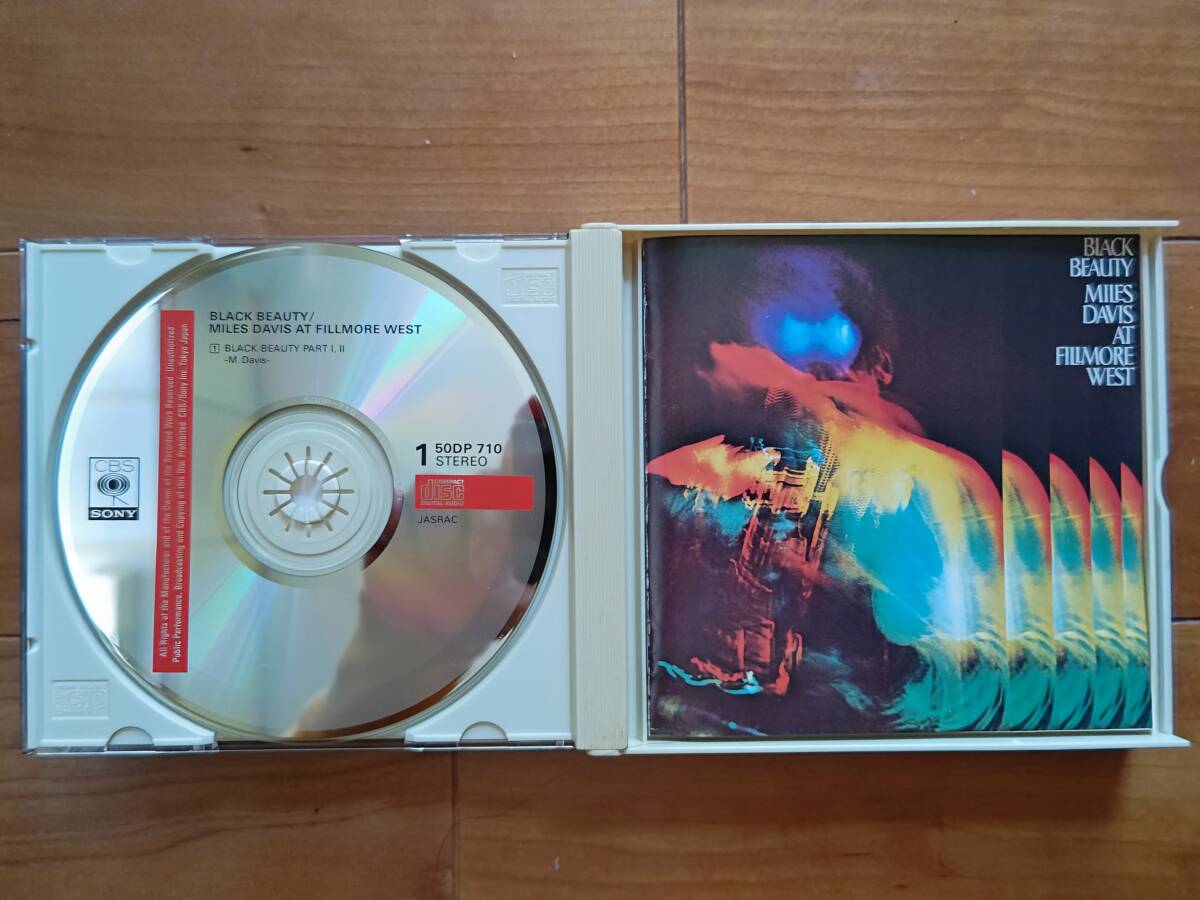 BLACK BEAUTY/
MILES DAVIS AT FILLMORE WEST
1 BLACK BEAUTY PART I, II
-M. Davis-
All Rights of the Manufacturer and of the Owner of the Recorded Work Reserved. Unauthorized
Public Performance, Broadcasting and Copying of this Disc Prohibited. CBS/Sony Inc. Tokyo Japan
CBS
SONY
1 50DP 710
STEREO
COMPACT
disc
DIGITAL AUDIO
JASRAC
BLACK
BEAUTY
MILES
DAVIS
AT
FILLMORE
WEST